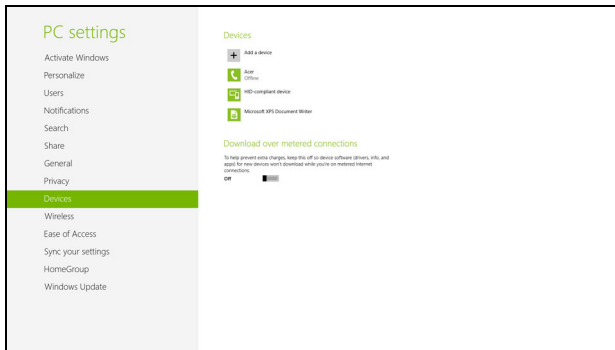 PC settings
Activate Windows
Personalize
Users
Notifications
Search
Share
General
Privacy
Devices
Wireless
Ease of Access
Sync your settings
HomeGroup
Windows Update
Devices
Add a device
Acer
Offline
HID-compliant device
Microsoft XPS Document Writer
Download over metered connections
To help prevent extra charges, keep this off so device software (drivers, info, and
apps) for new devices won't download while you're on metered Internet
connections.
Off